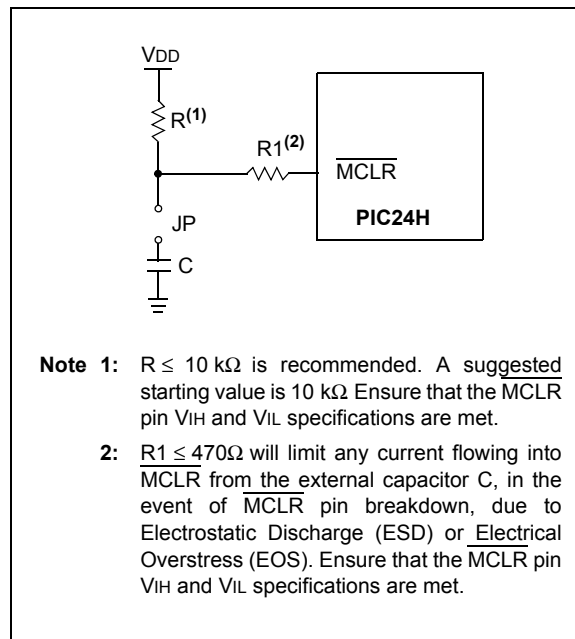 VDD
R(1)
R1(2)
MCLR
JP
PIC24H
C
Note 1: R ≤ 10 kΩ is recommended. A suggested
starting value is 10 kΩ Ensure that the MCLR
pin VIH and VIL specifications are met.
2: R1 ≤ 470Ω will limit any current flowing into
MCLR from the external capacitor C, in the
event of MCLR pin breakdown, due to
Electrostatic Discharge (ESD) or Electrical
Overstress (EOS). Ensure that the MCLR pin
VIH and VIL specifications are met.